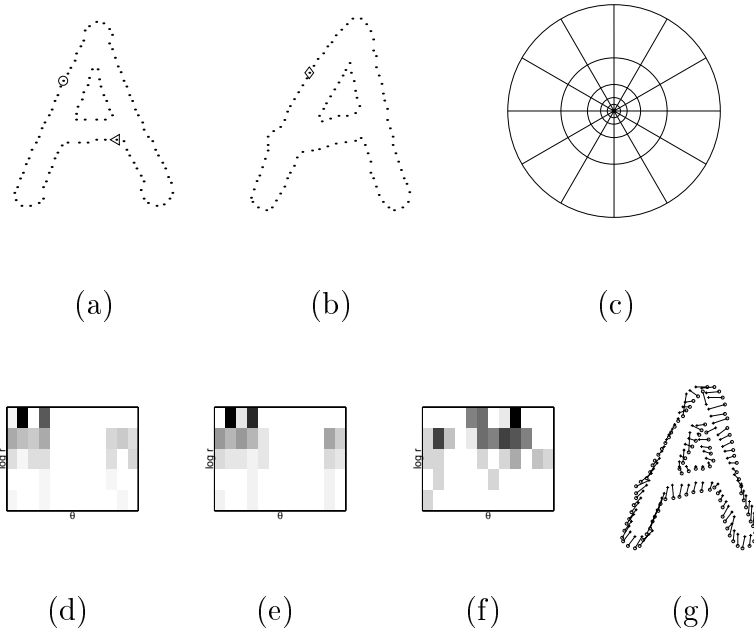 (a) (b) (c)
log r log r log r
θ θ θ
(d) (e) (f) (g)